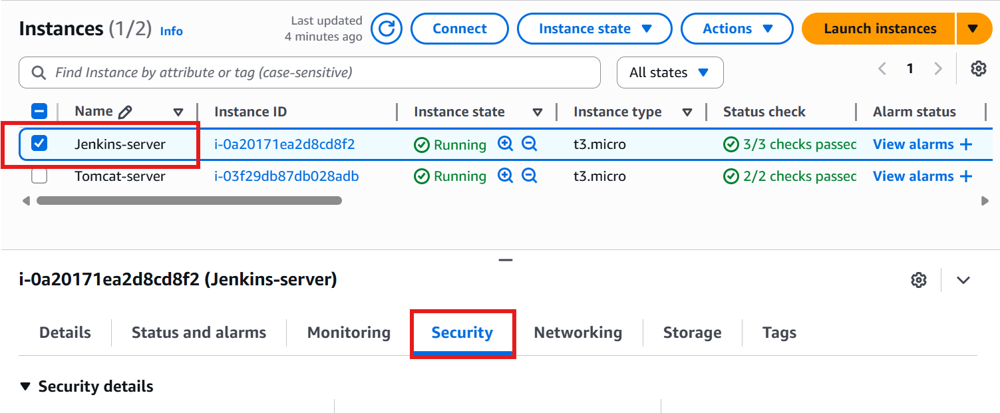 Instances (1/2) Info
Last updated
4 minutes ago
Connect
Instance state
Actions
Launch instances
Find Instance by attribute or tag (case-sensitive)
All states
1
Name Instance ID Instance state Instance type Status check Alarm status
Jenkins-server i-0a20171ea2d8cd8f2 Running t3.micro 3/3 checks passed View alarms +
Tomcat-server i-03f29db87db028adb Running t3.micro 2/2 checks passed View alarms +
i-0a20171ea2d8cd8f2 (Jenkins-server)
Details Status and alarms Monitoring Security Networking Storage Tags
Security details